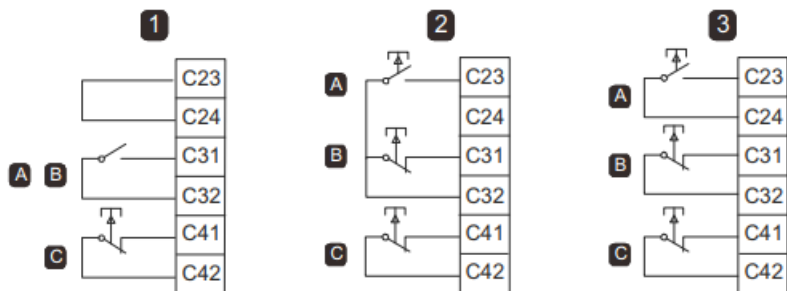 1 2 3
C23 A C23 C23
C24 C24 A C24
A B C31 B C31 B C31
C32 C32 C32
C C41 C C41 C C41
C42 C42 C42